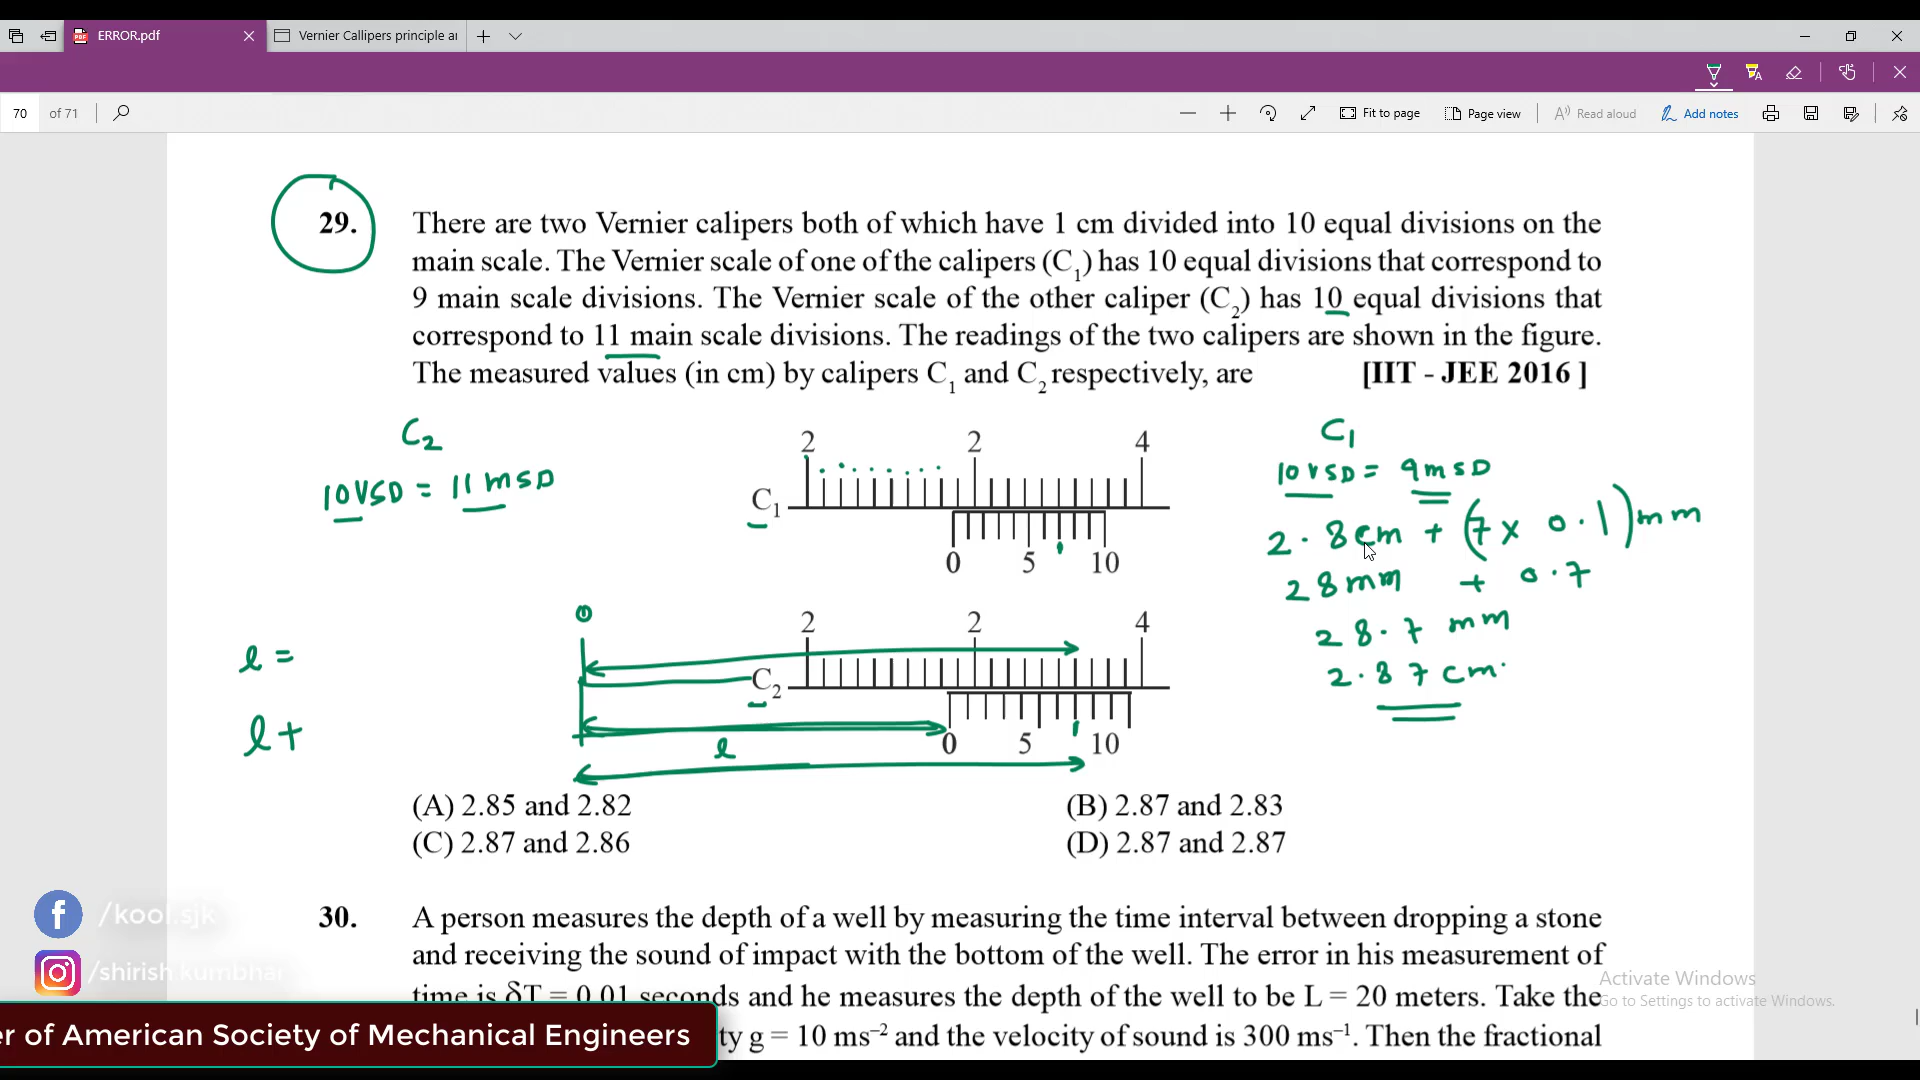 ERROR.pdf
Vernier Callipers principle ar
70 of 71
Fit to page
Page view
Read aloud
Add notes
29. There are two Vernier calipers both of which have 1 cm divided into 10 equal divisions on the
main scale. The Vernier scale of one of the calipers (C₁) has 10 equal divisions that correspond to
9 main scale divisions. The Vernier scale of the other caliper (C₂) has 10 equal divisions that
correspond to 11 main scale divisions. The readings of the two calipers are shown in the figure.
The measured values (in cm) by calipers C₁ and C₂ respectively, are [IIT - JEE 2016 ]
C₂
10VSD = 11 MSD
2 2 4
C₁
0 5 10
C₁
10VSD = 9MSD
2.8cm + (7 x 0.1)mm
28mm + 0.7
28.7 mm
2.87cm
0
2 2 4
C₂
0 5 10
l
l =
l +
(A) 2.85 and 2.82 (B) 2.87 and 2.83
(C) 2.87 and 2.86 (D) 2.87 and 2.87
30. A person measures the depth of a well by measuring the time interval between dropping a stone
and receiving the sound of impact with the bottom of the well. The error in his measurement of
time is δT = 0.01 seconds and he measures the depth of the well to be L = 20 meters. Take the
ty g = 10 ms⁻² and the velocity of sound is 300 ms⁻¹. Then the fractional
/kool.sjk
/shirish.kumbhar
er of American Society of Mechanical Engineers
Activate Windows
Go to Settings to activate Windows.